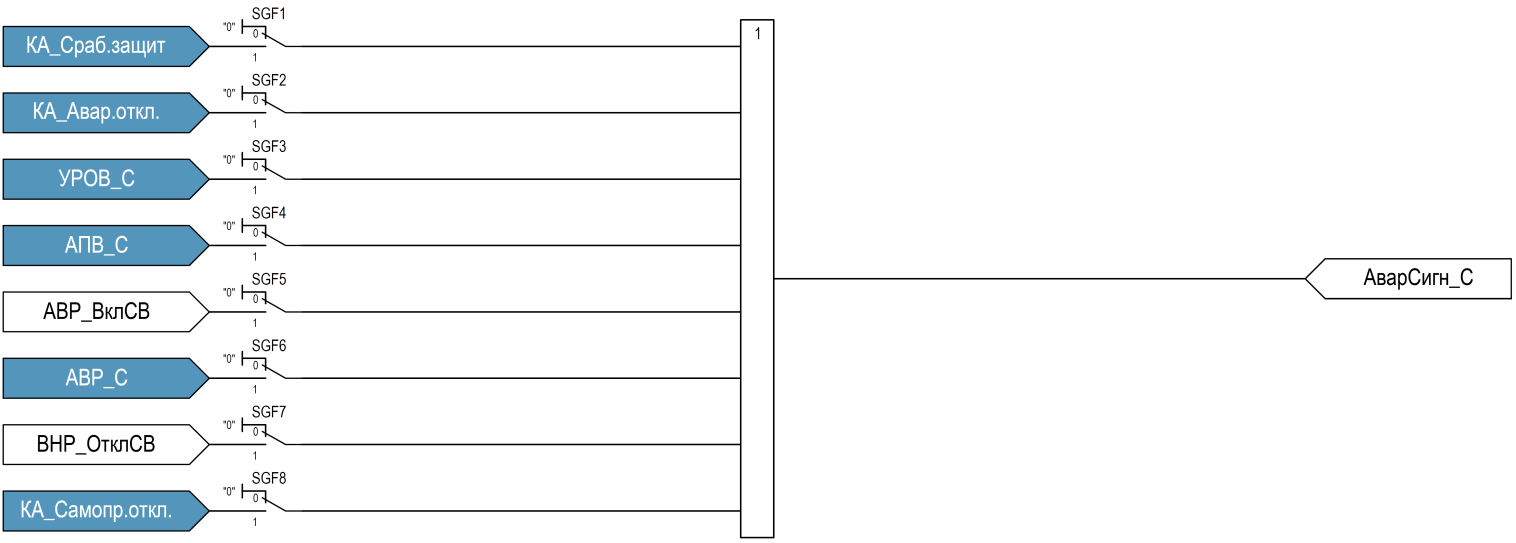 SGF1
"0"
0
КА_Сраб.защит
1
1
SGF2
"0"
0
КА_Авар.откл.
1
SGF3
"0"
0
УРОВ_С
1
SGF4
"0"
0
АПВ_С
1
SGF5
"0"
0
АВР_ВклСВ
1
АварСигн_С
SGF6
"0"
0
АВР_С
1
SGF7
"0"
0
ВНР_ОтклСВ
1
SGF8
"0"
0
КА_Самопр.откл.
1